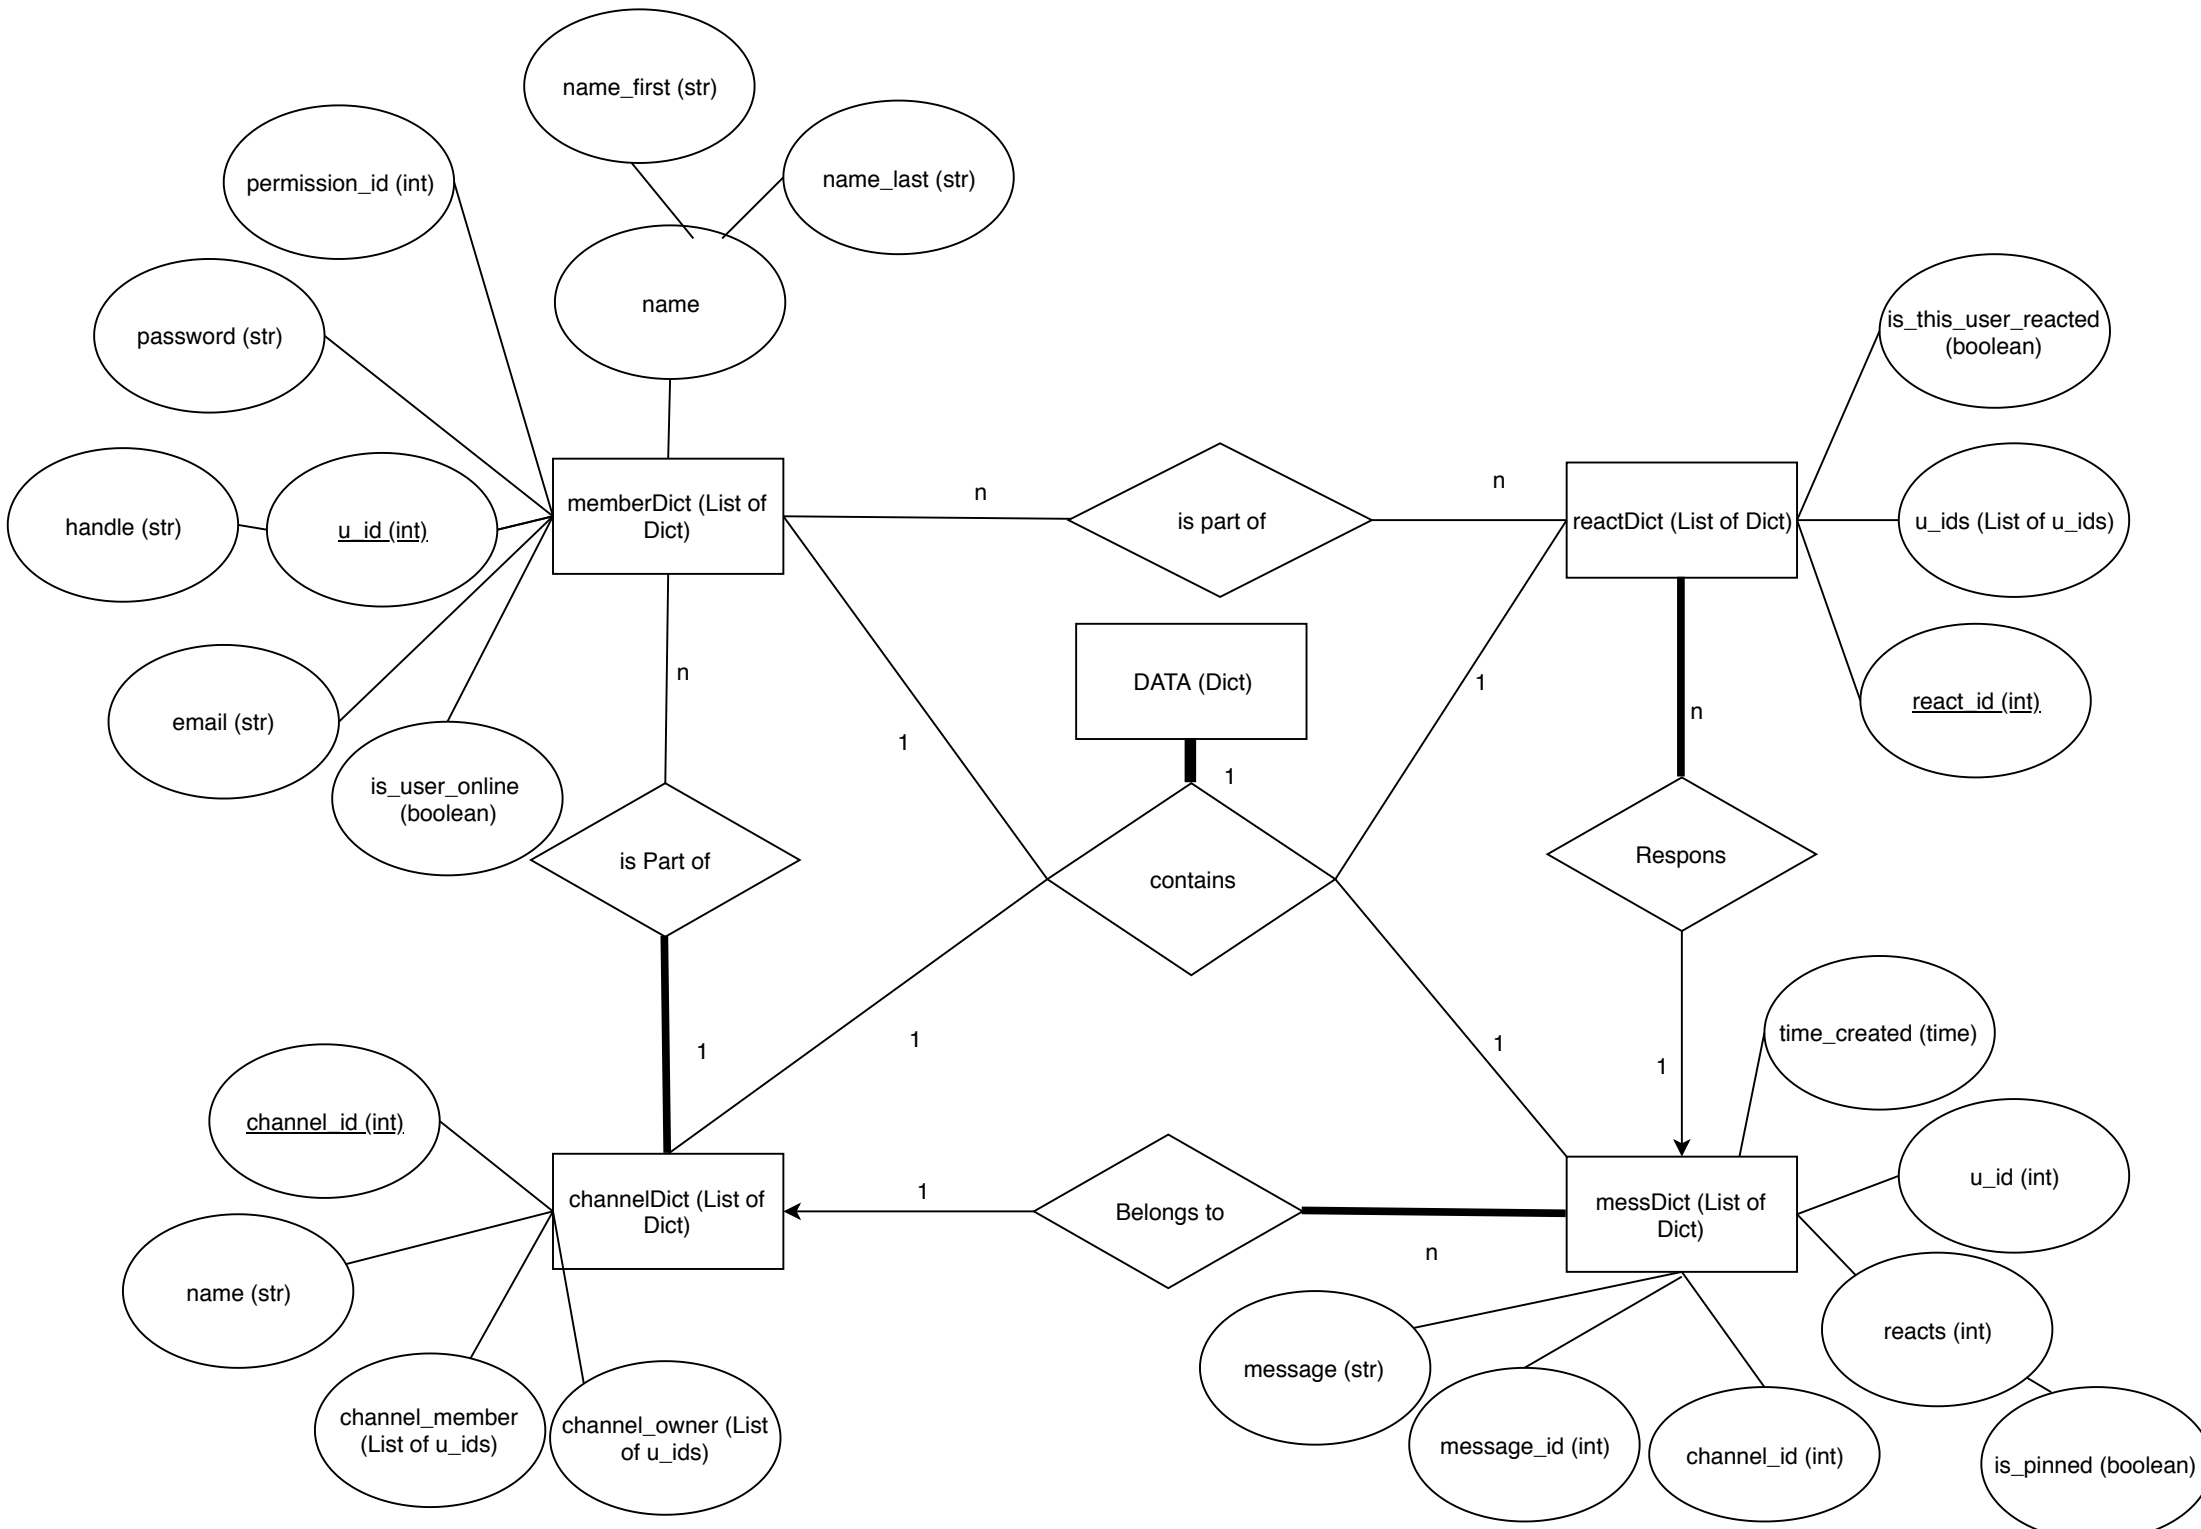 name_first (str)
name_last (str)
permission_id (int)
name
password (str)
is_this_user_reacted
(boolean)
handle (str)
u_id (int)
memberDict (List of
Dict)
n
is part of
n
reactDict (List of Dict)
u_ids (List of u_ids)
n
DATA (Dict)
1
n
react_id (int)
email (str)
1
1
is_user_online
(boolean)
is Part of
contains
Respons
1
1
1
1
time_created (time)
channel_id (int)
channelDict (List of
Dict)
1
Belongs to
n
messDict (List of
Dict)
u_id (int)
name (str)
reacts (int)
message (str)
channel_member
(List of u_ids)
channel_owner (List
of u_ids)
message_id (int)
channel_id (int)
is_pinned (boolean)